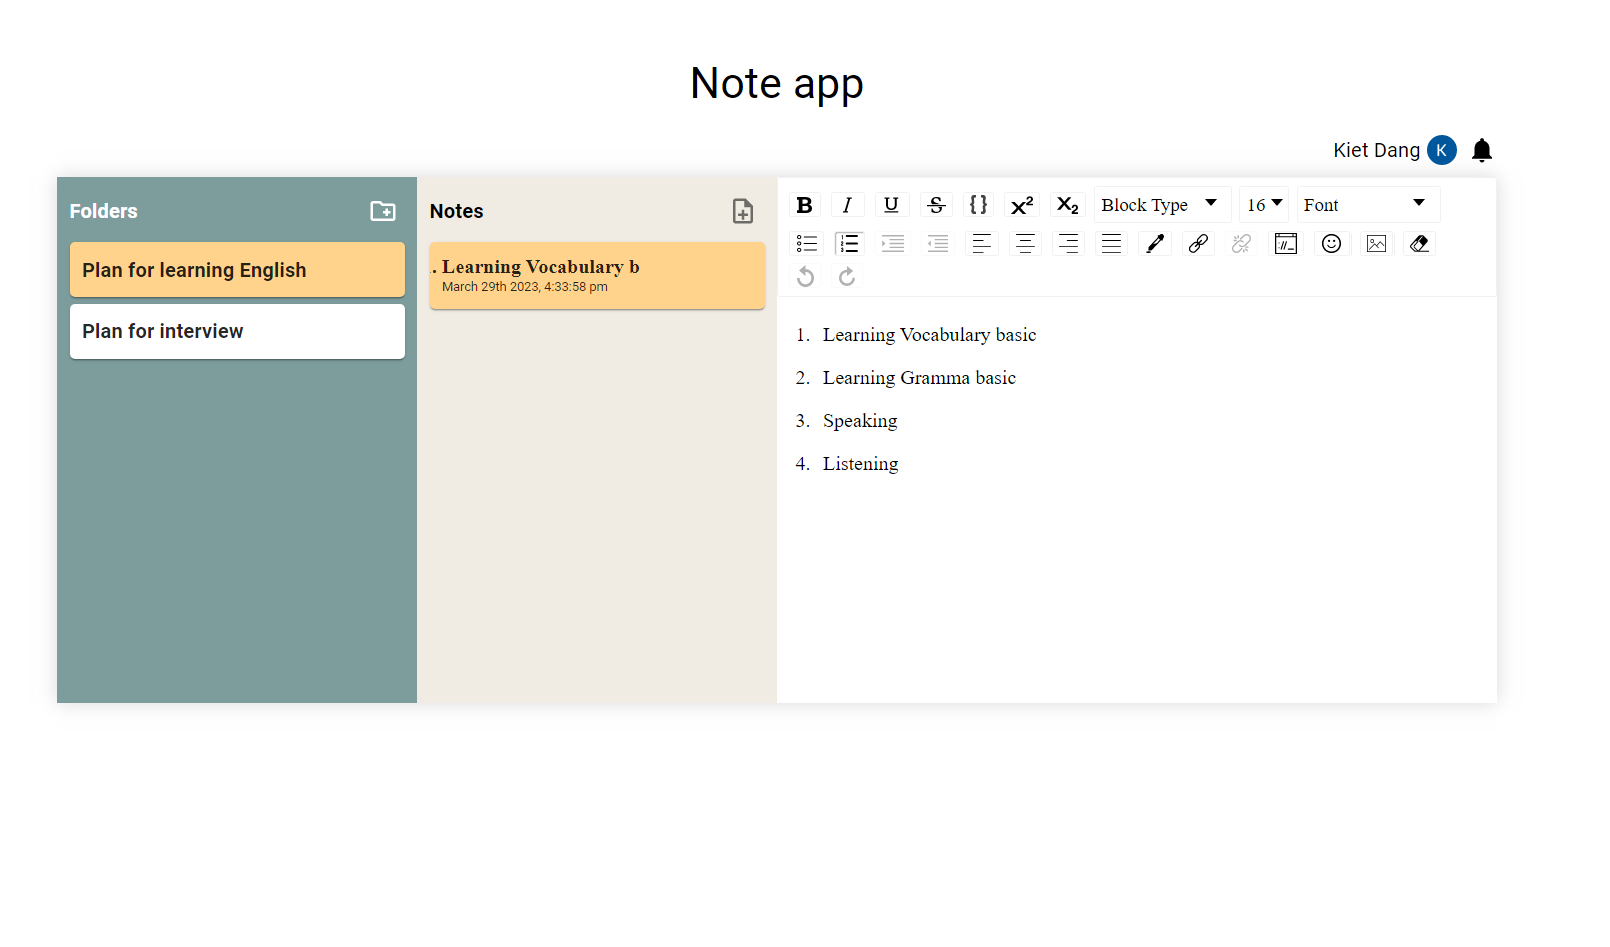 Note app
Kiet Dang K
Folders
Plan for learning English
Plan for interview
Notes
. Learning Vocabulary b
March 29th 2023, 4:33:58 pm
B I U S {} X² X₂ Block Type 16 Font
1. Learning Vocabulary basic
2. Learning Gramma basic
3. Speaking
4. Listening